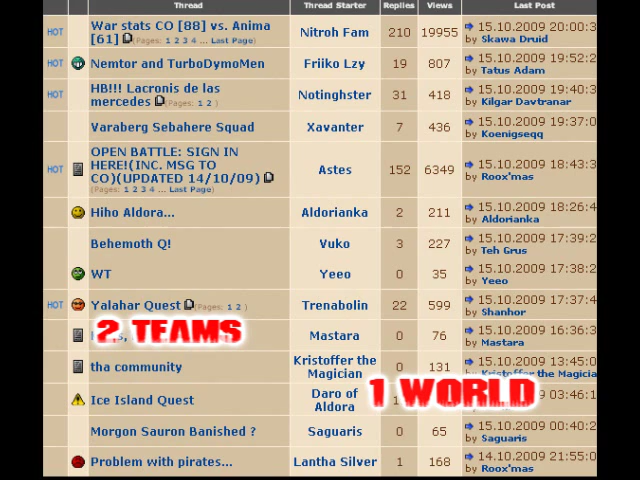 Thread Thread Starter Replies Views Last Post
HOT War stats CO [88] vs. Anima [61] (Pages: 1 2 3 4 ... Last Page) Nitroh Fam 210 19955 15.10.2009 20:00:3
by Skawa Druid
Nemtor and TurboDymoMen Friiko Lzy 19 807 15.10.2009 19:52:2
by Tatus Adam
HOT HB!!! Lacronis de las mercedes (Pages: 1 2 ) Notinghster 31 418 15.10.2009 19:40:3
by Kilgar Davtranar
Varaberg Sebahere Squad Xavanter 7 436 15.10.2009 19:37:0
by Koenigseqq
HOT OPEN BATTLE: SIGN IN HERE!(INC. MSG TO CO)(UPDATED 14/10/09) (Pages: 1 2 3 4 ... Last Page) Astes 152 6349 15.10.2009 18:43:3
by Roox'mas
Hiho Aldora... Aldorianka 2 211 15.10.2009 18:26:4
by Aldorianka
Behemoth Q! Vuko 3 227 15.10.2009 17:39:2
by Teh Grus
WT Yeeo 0 35 15.10.2009 17:38:2
by Yeeo
HOT Yalahar Quest (Pages: 1 2 ) Trenabolin 22 599 15.10.2009 17:37:4
by Shanhor
2 TEAMS Mastara 0 76 15.10.2009 16:36:3
by Mastara
tha community Kristoffer the Magician 0 131 15.10.2009 13:45:0
by Kristoffer the Magicia
Ice Island Quest Daro of Aldora 1 WORLD 03:46:1
Morgon Sauron Banished ? Saguaris 0 65 15.10.2009 00:40:2
by Saguaris
Problem with pirates... Lantha Silver 1 168 14.10.2009 21:55:0
by Roox'mas